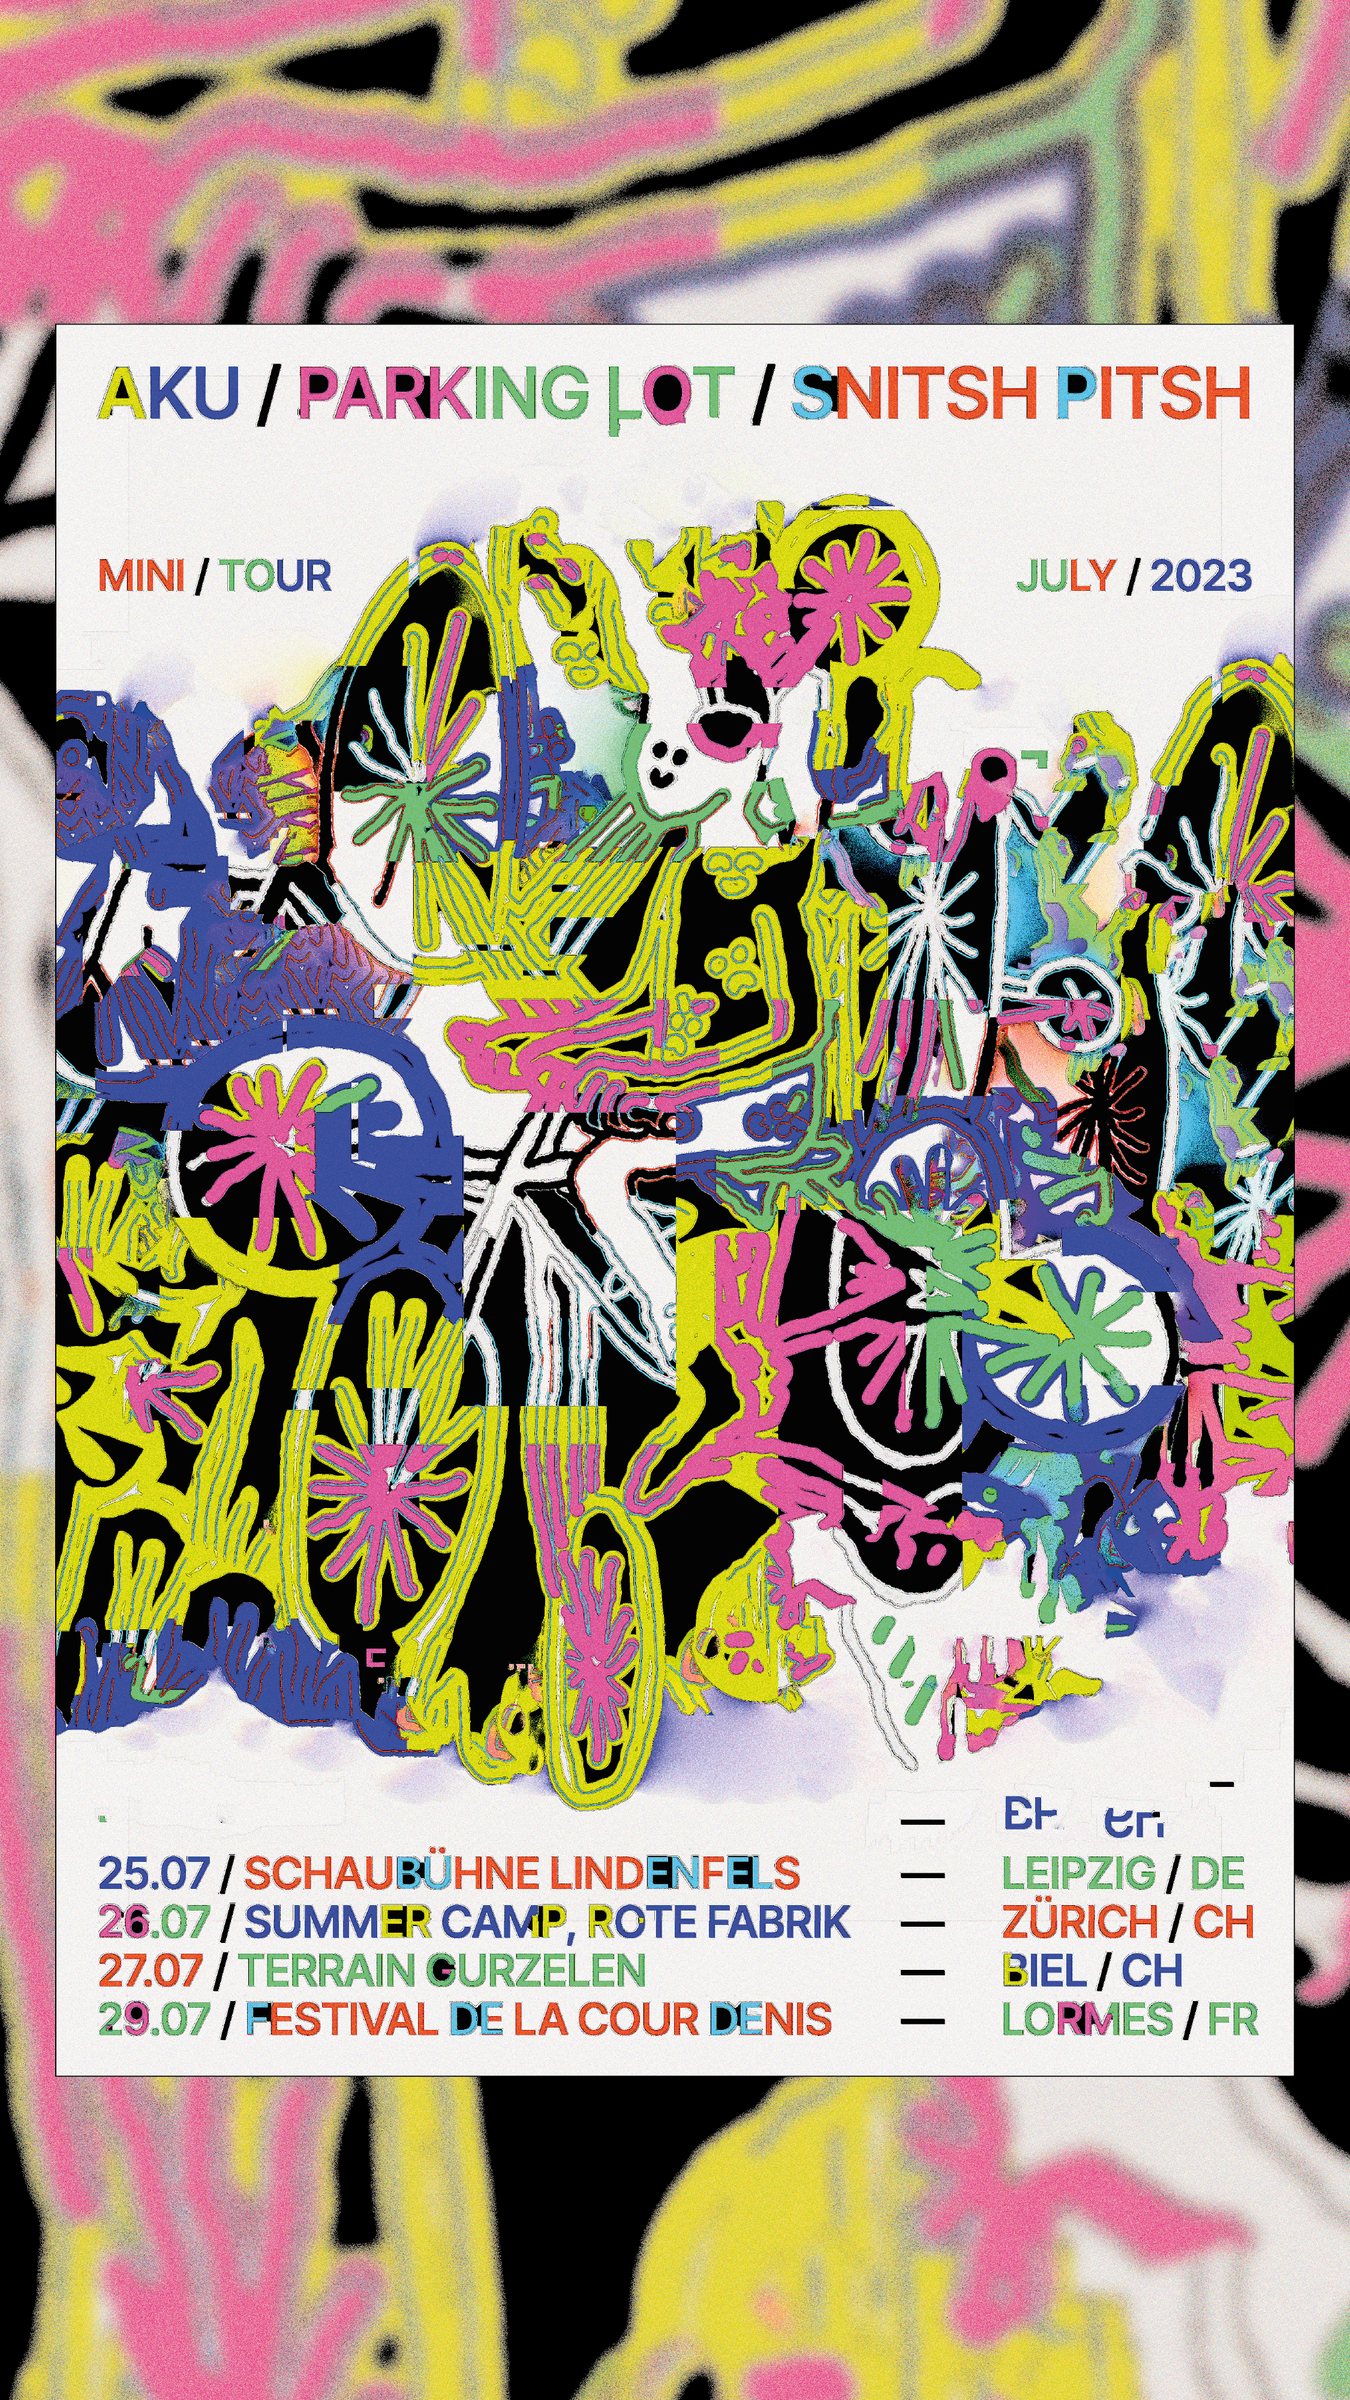 AKU / PARKING LOT / SNITSH PITSH
MINI / TOUR
JULY / 2023
25.07 / SCHAUBÜHNE LINDENFELS — LEIPZIG / DE
26.07 / SUMMER CAMP, ROTE FABRIK — ZÜRICH / CH
27.07 / TERRAIN GURZELEN — BIEL / CH
29.07 / FESTIVAL DE LA COUR DENIS — LORMES / FR